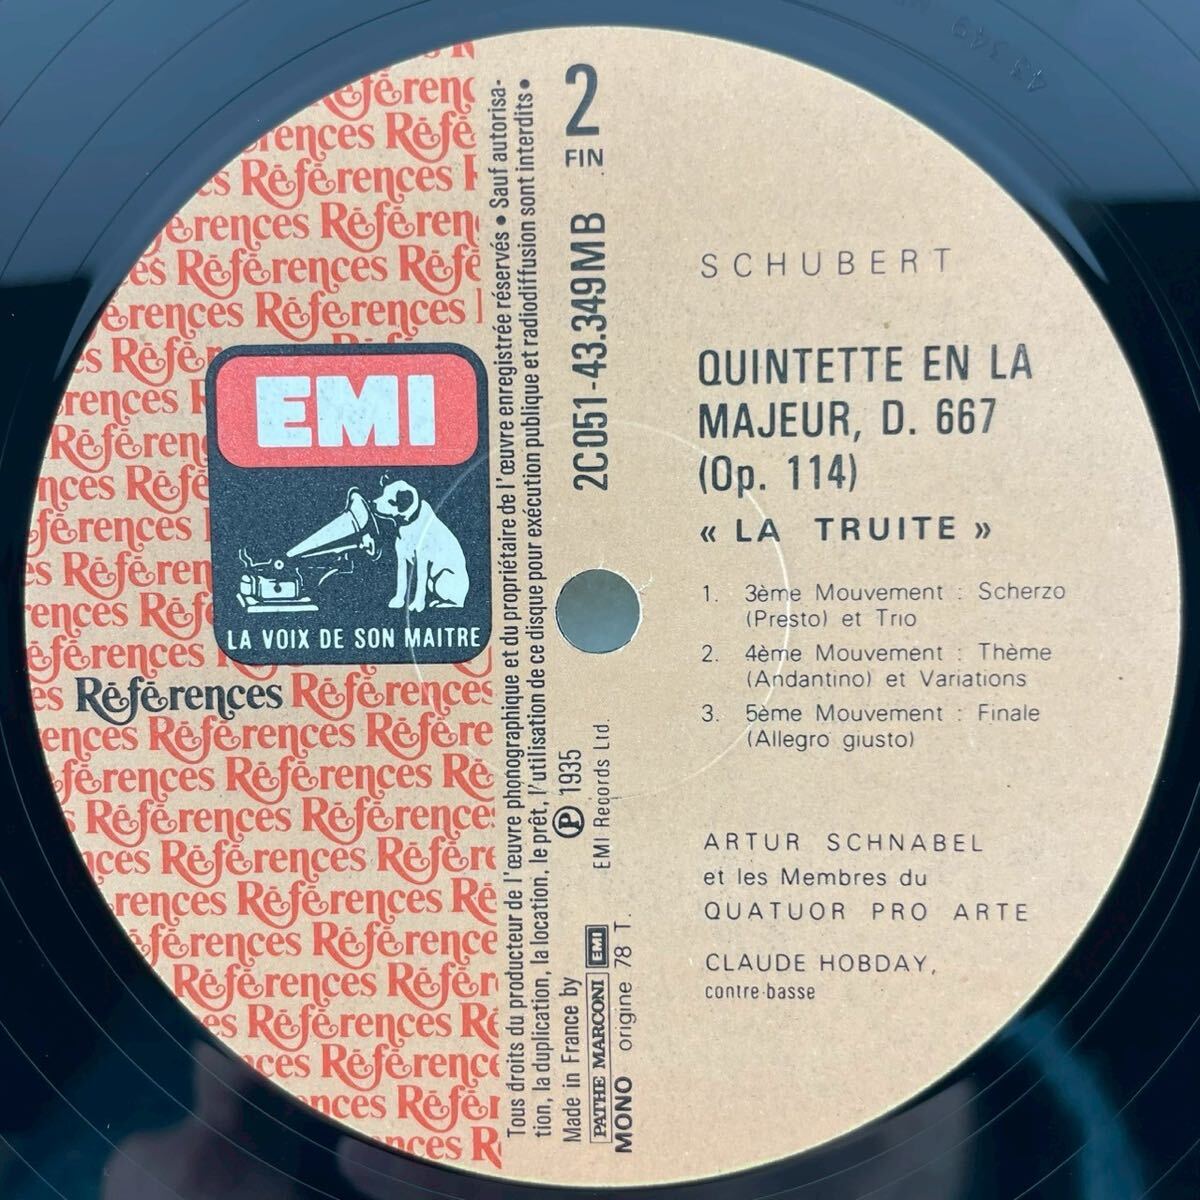 2
FIN
2C051-43.349MB
SCHUBERT
QUINTETTE EN LA
MAJEUR, D. 667
(Op. 114)
« LA TRUITE »
1. 3ème Mouvement : Scherzo
(Presto) et Trio
2. 4ème Mouvement : Thème
(Andantino) et Variations
3. 5ème Mouvement : Finale
(Allegro giusto)
ARTUR SCHNABEL
et les Membres du
QUATUOR PRO ARTE
CLAUDE HOBDAY,
contre-basse
EMI
LA VOIX DE SON MAITRE
Références Références
Tous droits du producteur de l'œuvre phonographique et du propriétaire de l'œuvre enregistrée réservés • Sauf autorisa-
tion, la duplication, la location, le prêt, l'utilisation de ce disque pour exécution publique et radiodiffusion sont interdits •
Made in France by
PATHE MARCONI EMI
℗ 1935
EMI Records Ltd.
MONO origine 78 T.
43 349